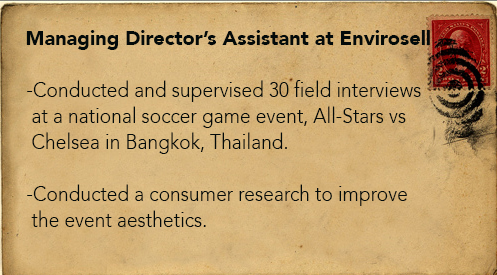 Managing Director's Assistant at Envirosell
-Conducted and supervised 30 field interviews
at a national soccer game event, All-Stars vs
Chelsea in Bangkok, Thailand.
-Conducted a consumer research to improve
the event aesthetics.